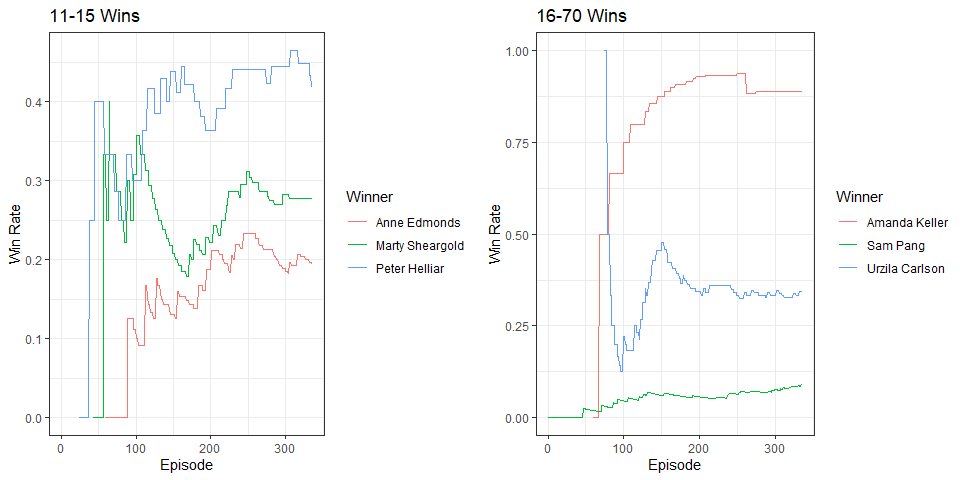 11-15 Wins
0.4
0.3
0.2
0.1
0.0
Win Rate
0 100 200 300
Episode
Winner
Anne Edmonds
Marty Sheargold
Peter Helliar
16-70 Wins
1.00
0.75
0.50
0.25
0.00
Win Rate
0 100 200 300
Episode
Winner
Amanda Keller
Sam Pang
Urzila Carlson